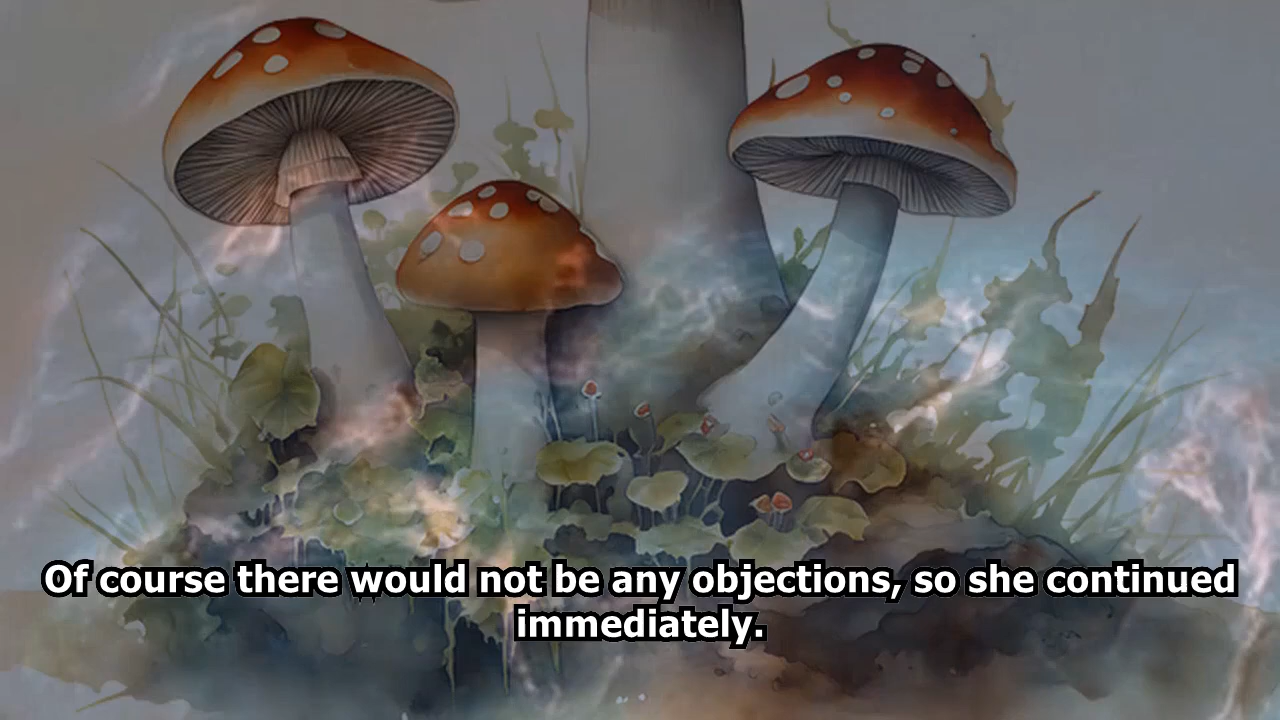 Of course there would not be any objections, so she continued
immediately.